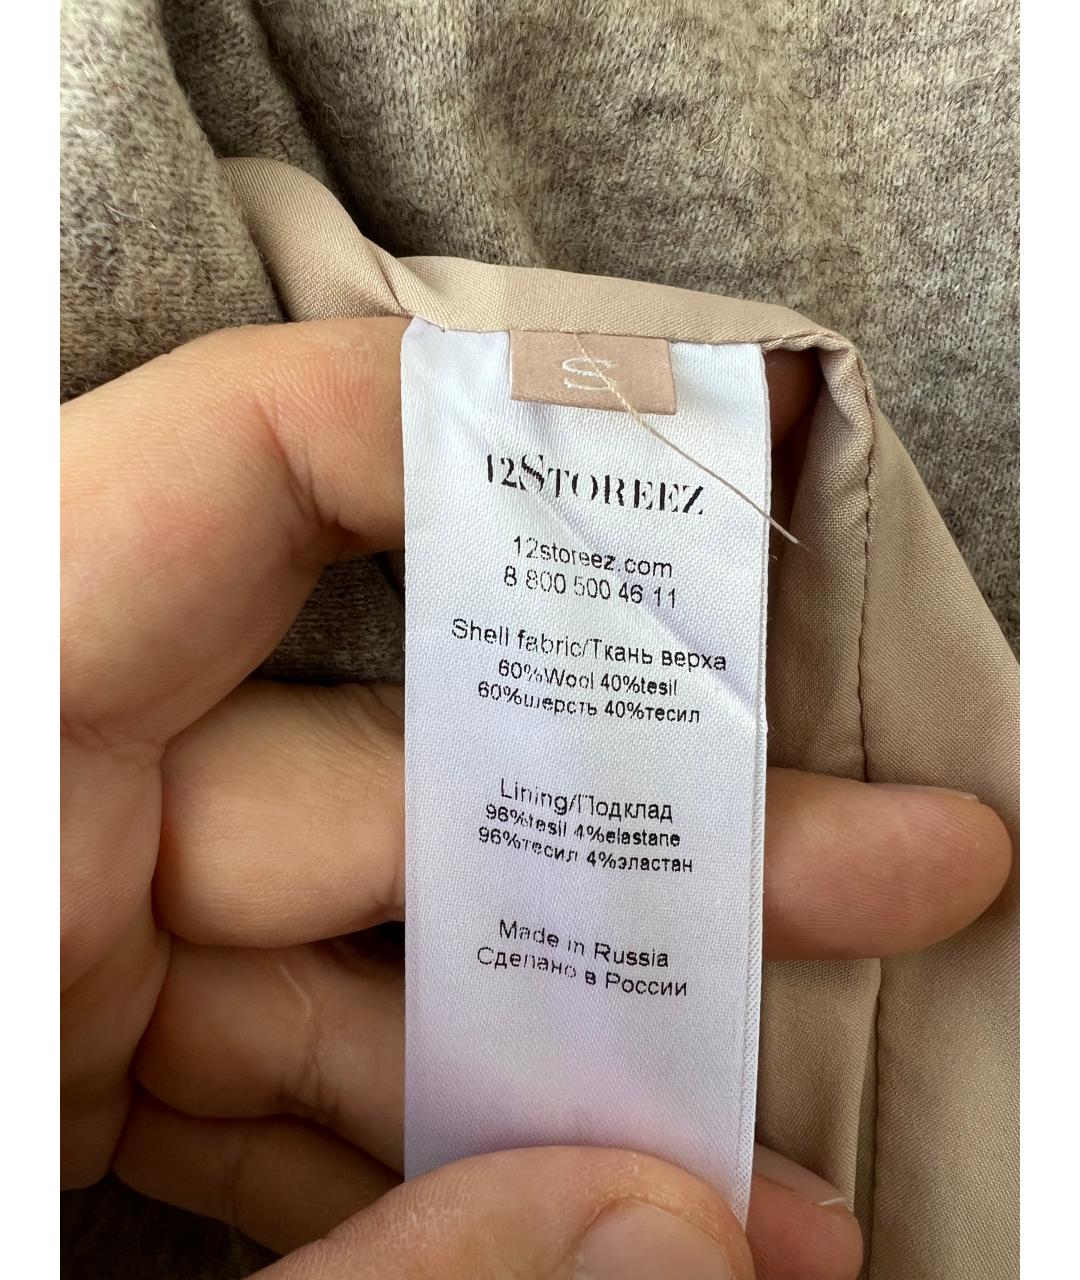 S
12STOREEZ
12storeez.com
8 800 500 46 11
Shell fabric/Ткань верха
60%Wool 40%tesil
60%шерсть 40%тесил
Lining/Подклад
96%tesil 4%elastane
96%тесил 4%эластан
Made in Russia
Сделано в России